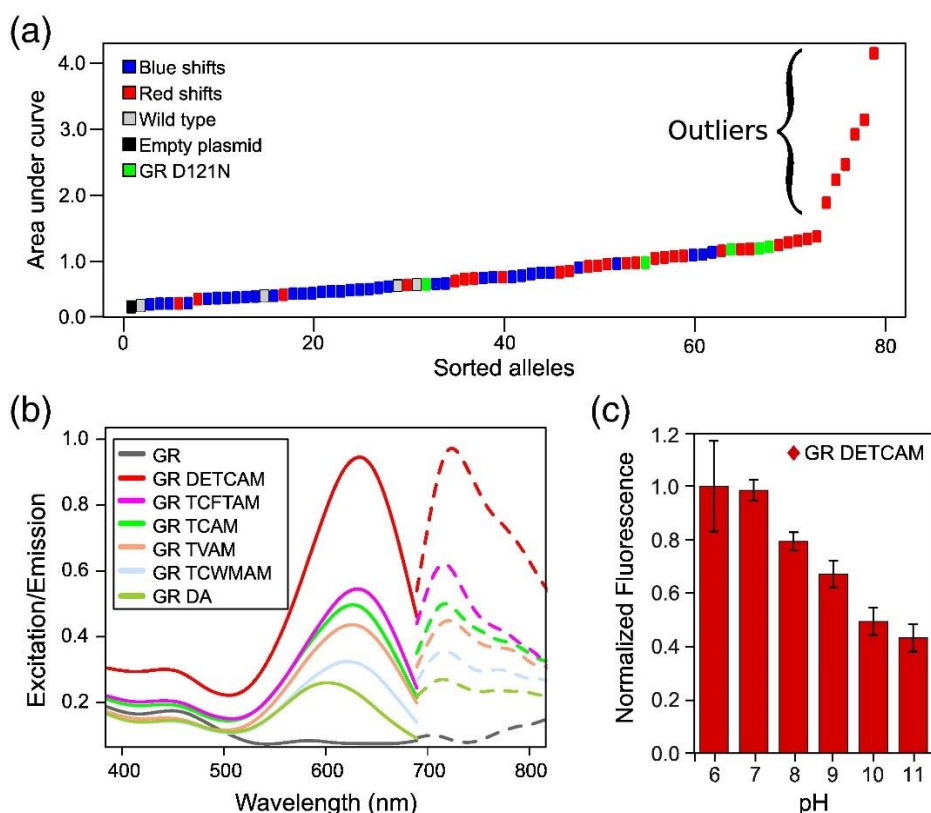 (a)
Area under curve
4.0
3.0
2.0
1.0
0.0
Blue shifts
Red shifts
Wild type
Empty plasmid
GR D121N
Outliers
0 20 40 60 80
Sorted alleles
(b)
Excitation/Emission
1.0
0.8
0.6
0.4
0.2
GR
GR DETCAM
GR TCFTAM
GR TCAM
GR TVAM
GR TCWMAM
GR DA
400 500 600 700 800
Wavelength (nm)
(c)
Normalized Fluorescence
1.2
1.0
0.8
0.6
0.4
0.2
0.0
GR DETCAM
6 7 8 9 10 11
pH